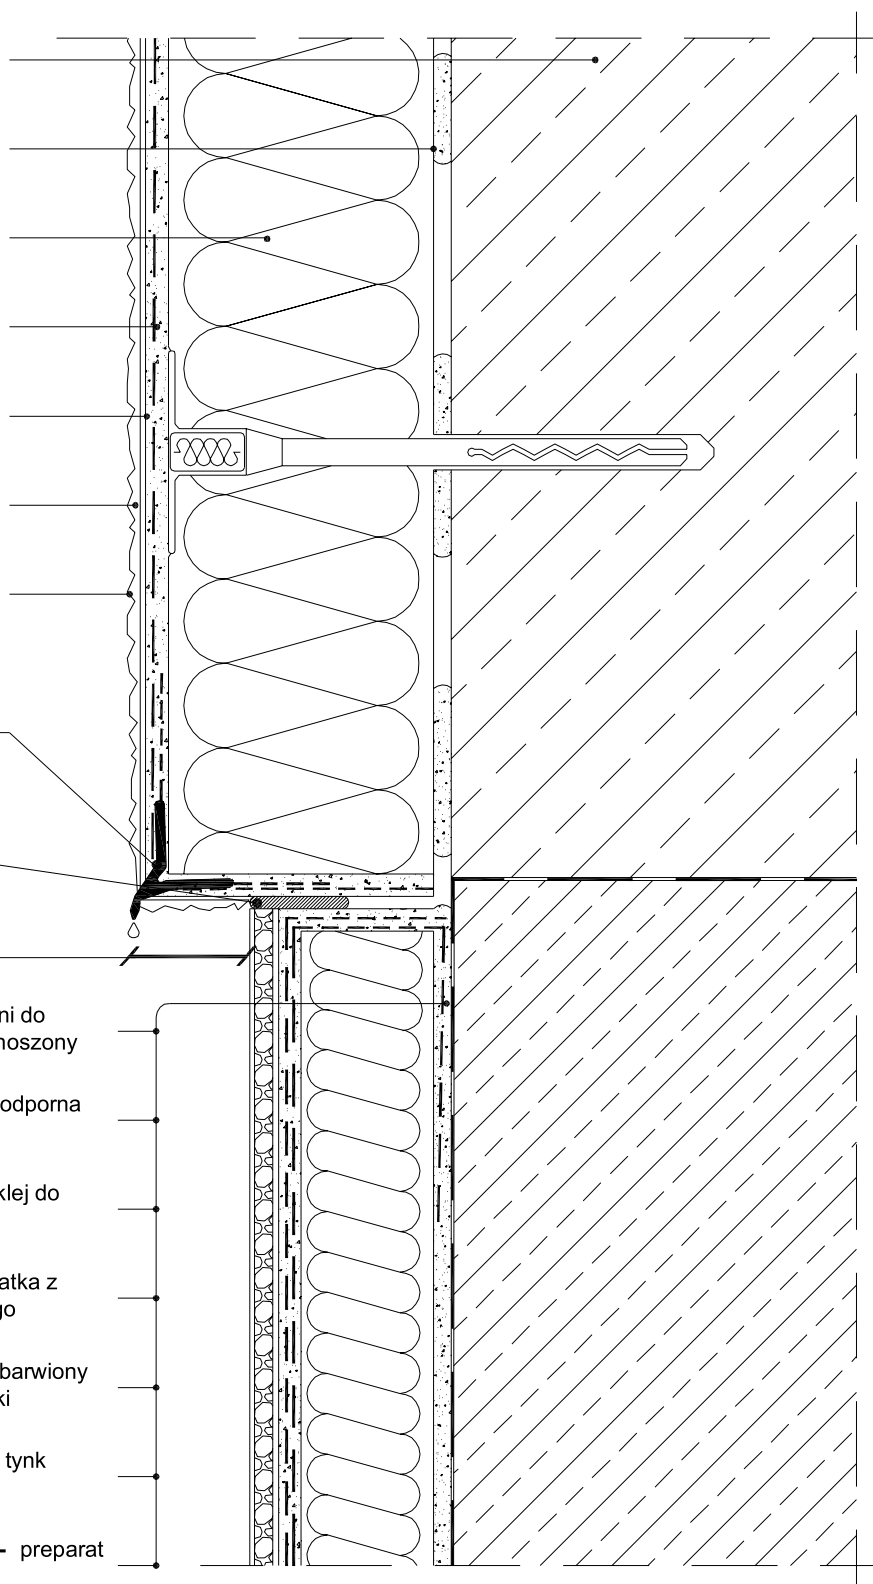 ni do
noszony
odporna
klej do
atka z
go
barwiony
ki
tynk
- preparat